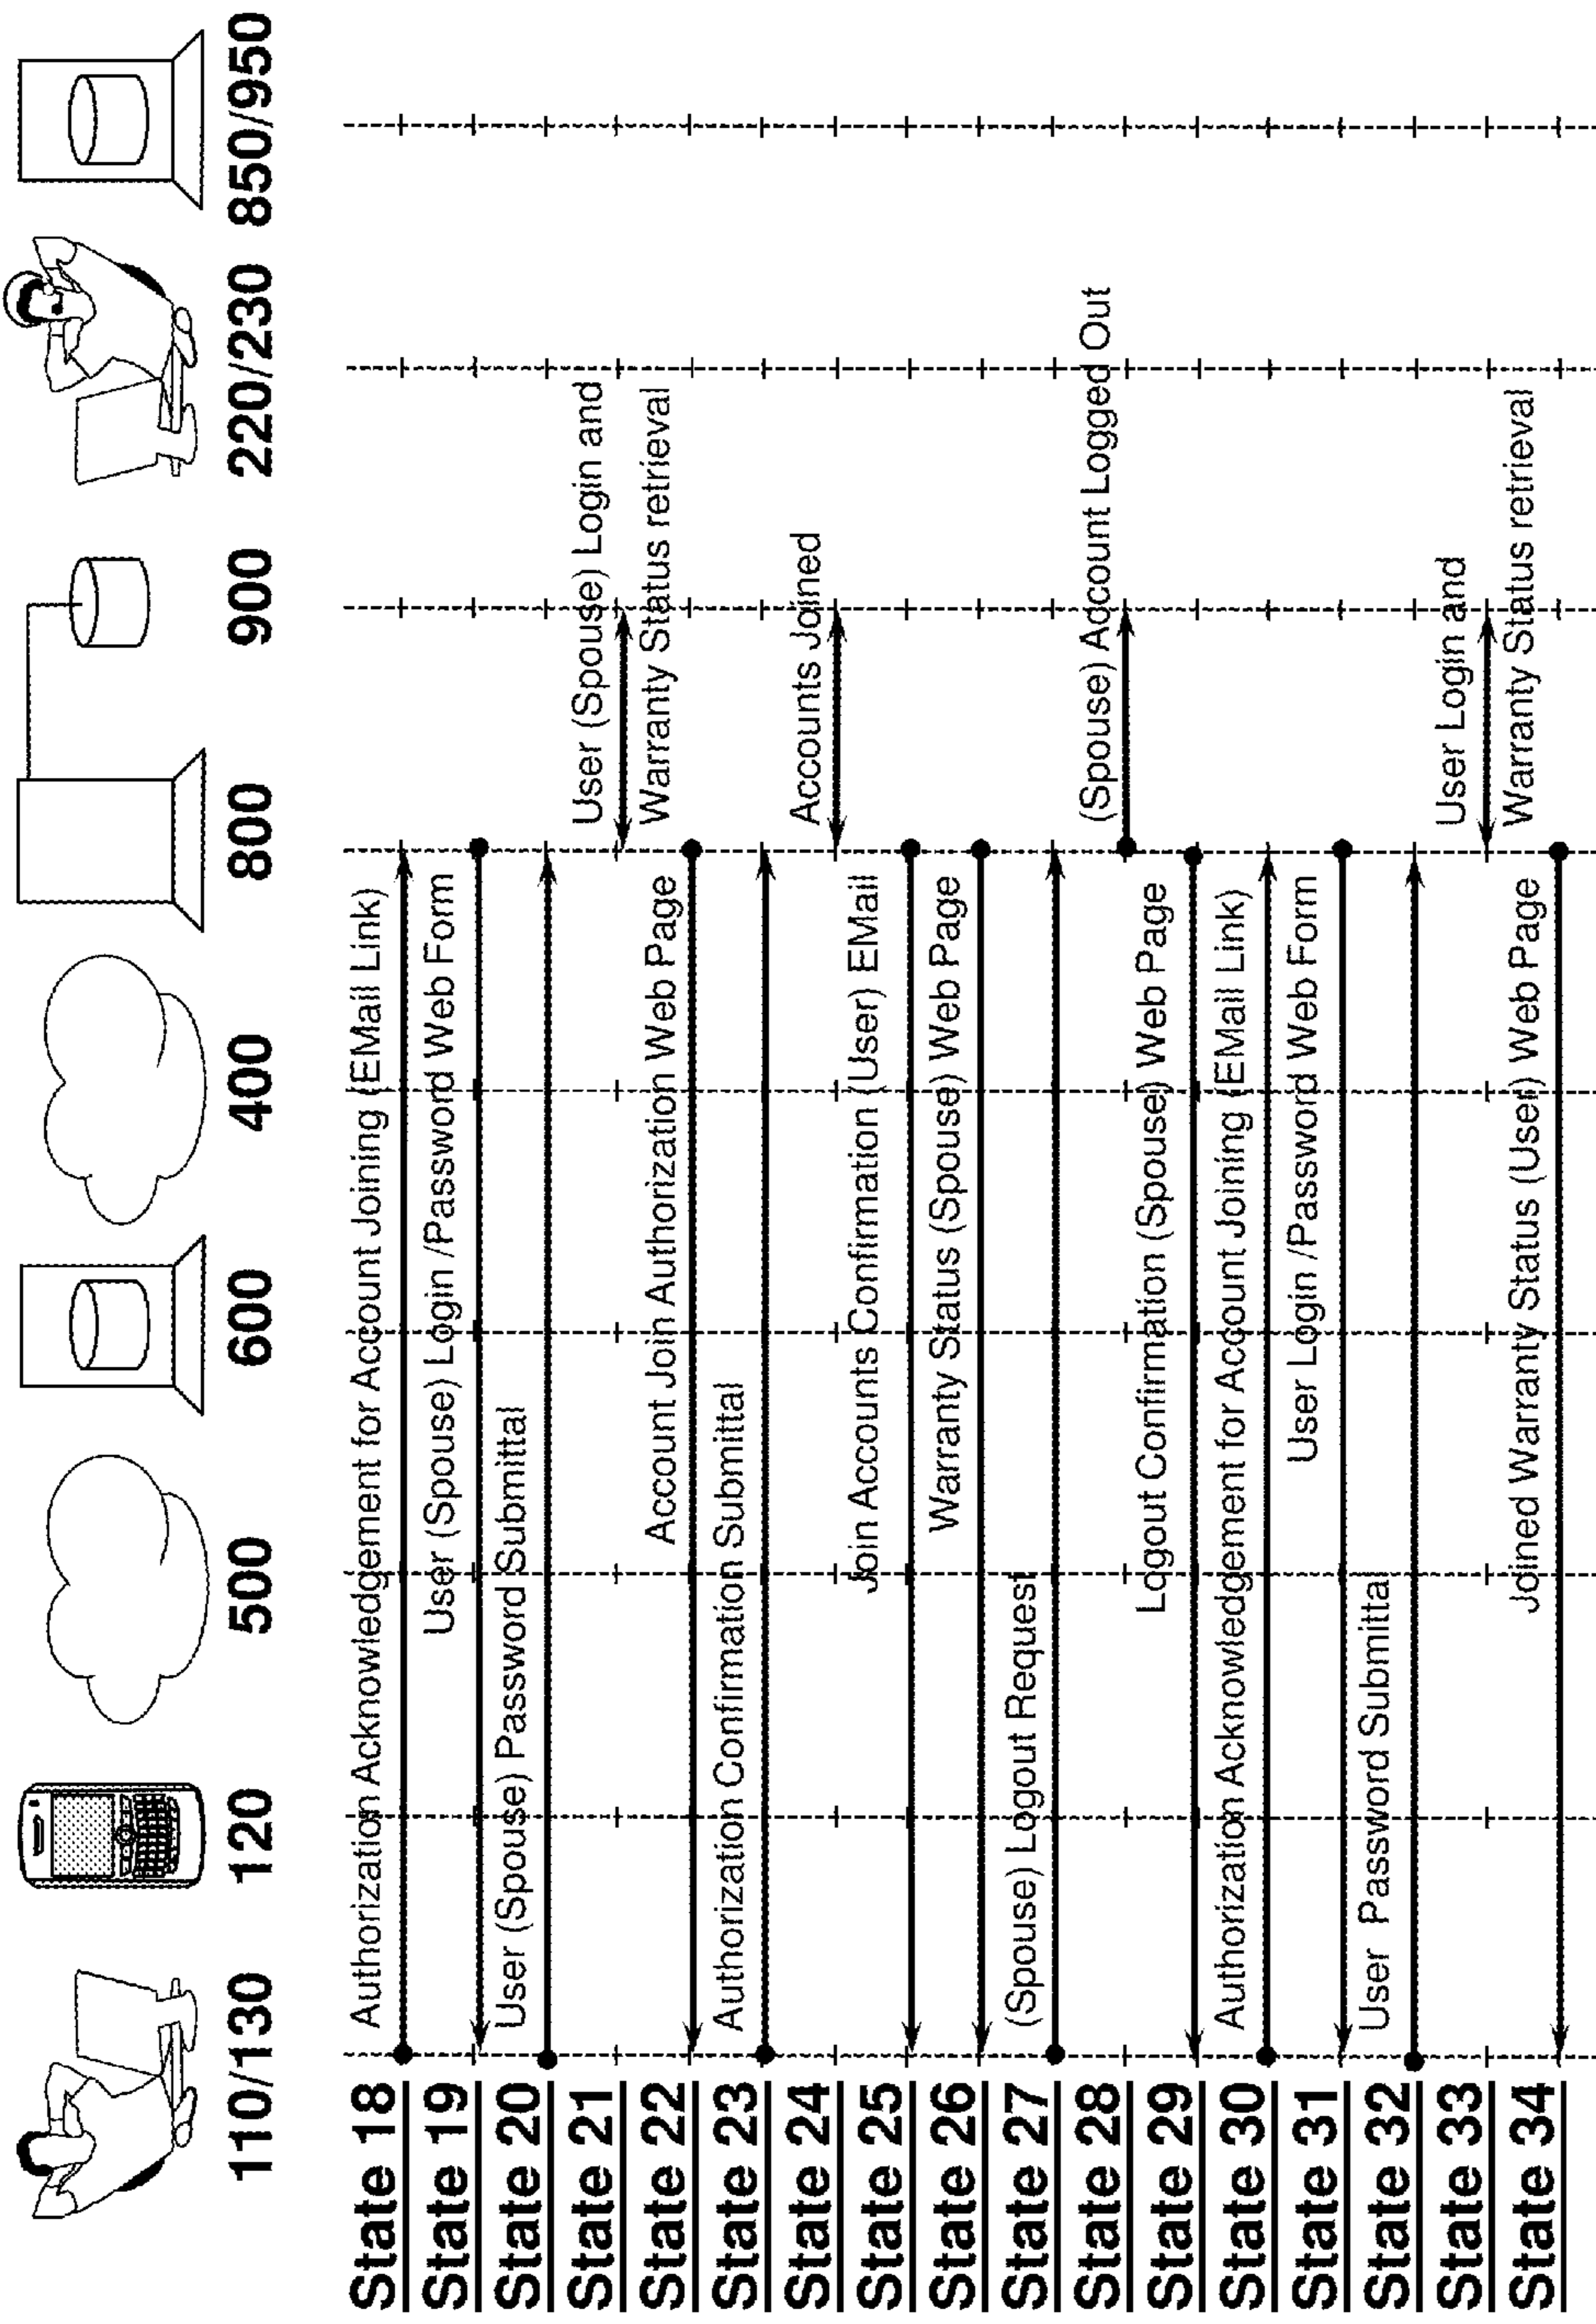 110/130
120
500
600
400
800
900
220/230
850/950
State 18
Authorization Acknowledgement for Account Joining (EMail Link)
State 19
User (Spouse) Login /Password Web Form
State 20
User (Spouse) Password Submittal
State 21
User (Spouse) Login and
Warranty Status retrieval
State 22
Account Join Authorization Web Page
State 23
Authorization Confirmation Submittal
State 24
Accounts Joined
State 25
Join Accounts Confirmation (User) EMail
State 26
Warranty Status (Spouse) Web Page
State 27
(Spouse) Logout Request
State 28
(Spouse) Account Logged Out
State 29
Logout Confirmation (Spouse) Web Page
State 30
Authorization Acknowledgement for Account Joining (EMail Link)
State 31
User Login /Password Web Form
State 32
User Password Submittal
State 33
User Login and
Warranty Status retrieval
State 34
Joined Warranty Status (User) Web Page